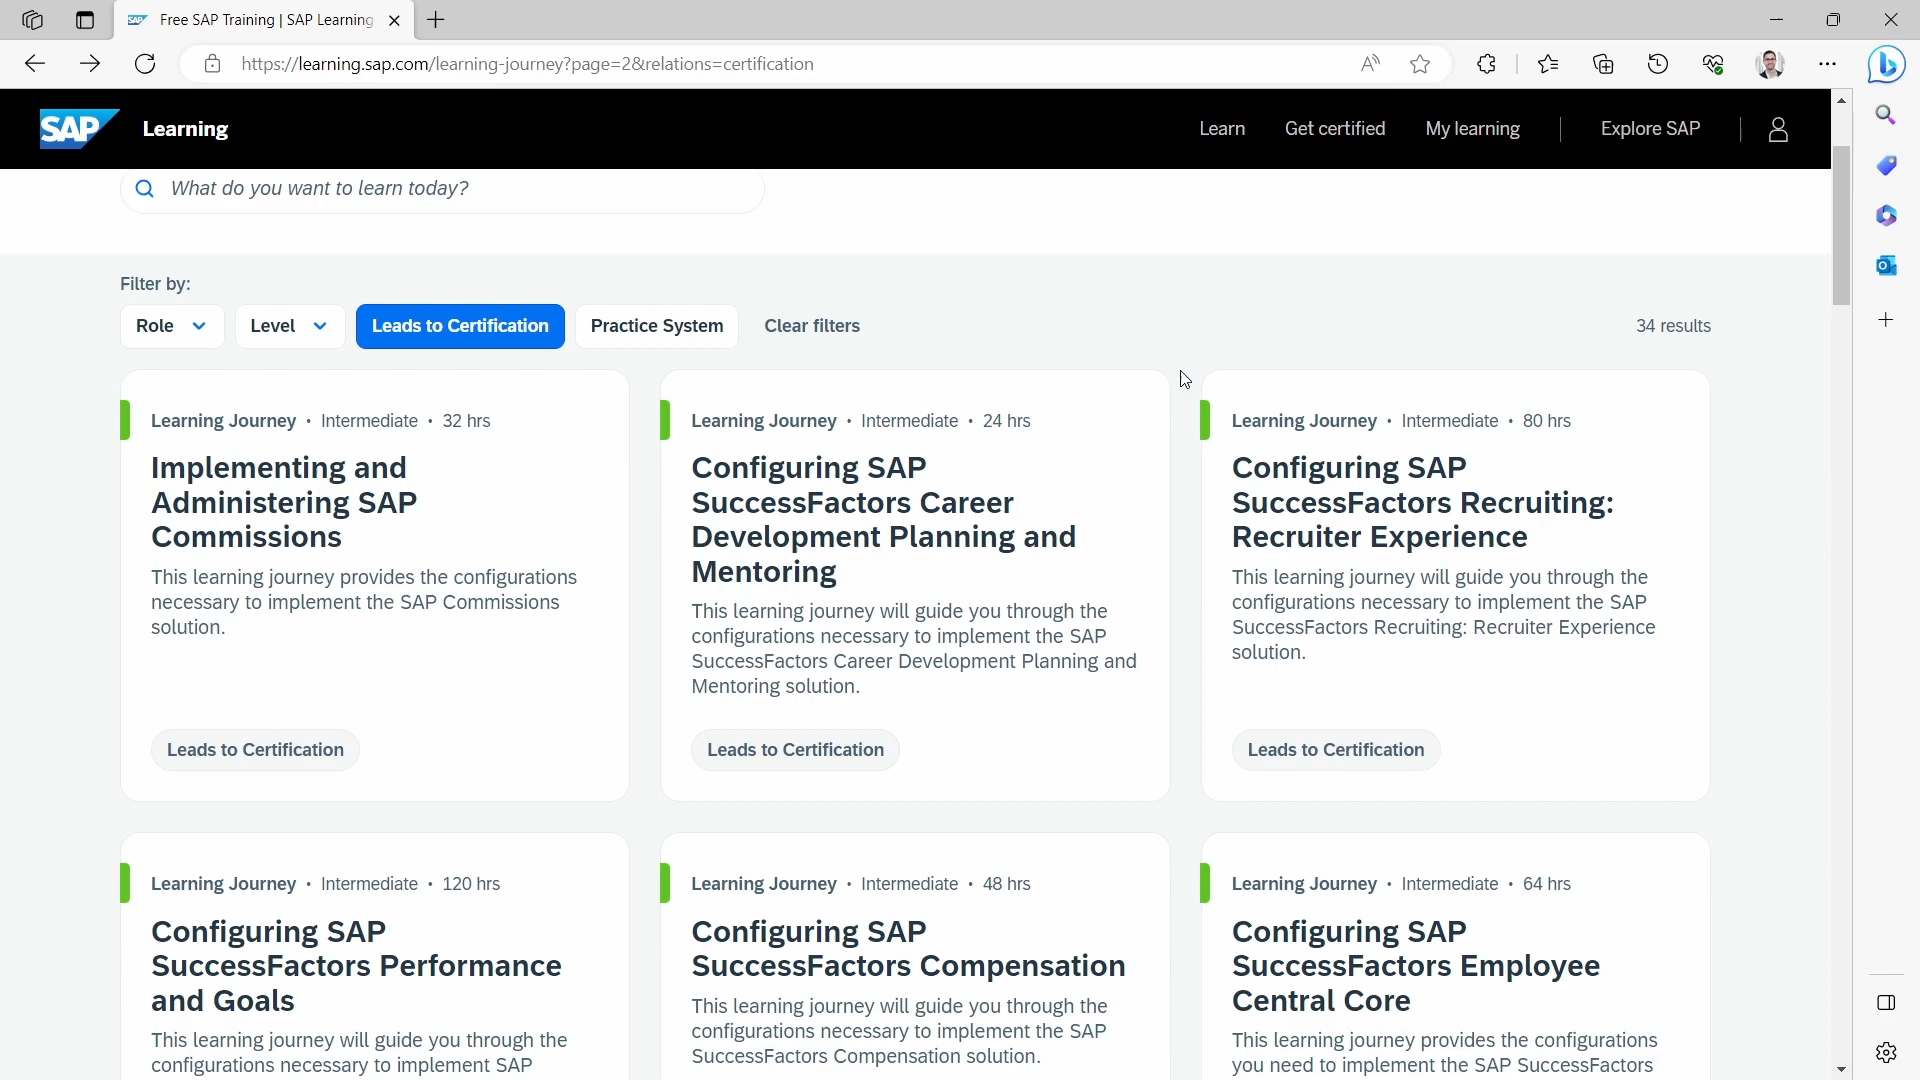 Free SAP Training | SAP Learning
https://learning.sap.com/learning-journey?page=2&relations=certification
SAP Learning
Learn
Get certified
My learning
Explore SAP
What do you want to learn today?
Filter by:
Role
Level
Leads to Certification
Practice System
Clear filters
34 results
Learning Journey · Intermediate · 32 hrs
Implementing and
Administering SAP
Commissions
This learning journey provides the configurations
necessary to implement the SAP Commissions
solution.
Leads to Certification
Learning Journey · Intermediate · 24 hrs
Configuring SAP
SuccessFactors Career
Development Planning and
Mentoring
This learning journey will guide you through the
configurations necessary to implement the SAP
SuccessFactors Career Development Planning and
Mentoring solution.
Leads to Certification
Learning Journey · Intermediate · 80 hrs
Configuring SAP
SuccessFactors Recruiting:
Recruiter Experience
This learning journey will guide you through the
configurations necessary to implement the SAP
SuccessFactors Recruiting: Recruiter Experience
solution.
Leads to Certification
Learning Journey · Intermediate · 120 hrs
Configuring SAP
SuccessFactors Performance
and Goals
This learning journey will guide you through the
configurations necessary to implement SAP
Learning Journey · Intermediate · 48 hrs
Configuring SAP
SuccessFactors Compensation
This learning journey will guide you through the
configurations necessary to implement the SAP
SuccessFactors Compensation solution.
Learning Journey · Intermediate · 64 hrs
Configuring SAP
SuccessFactors Employee
Central Core
This learning journey provides the configurations
you need to implement the SAP SuccessFactors